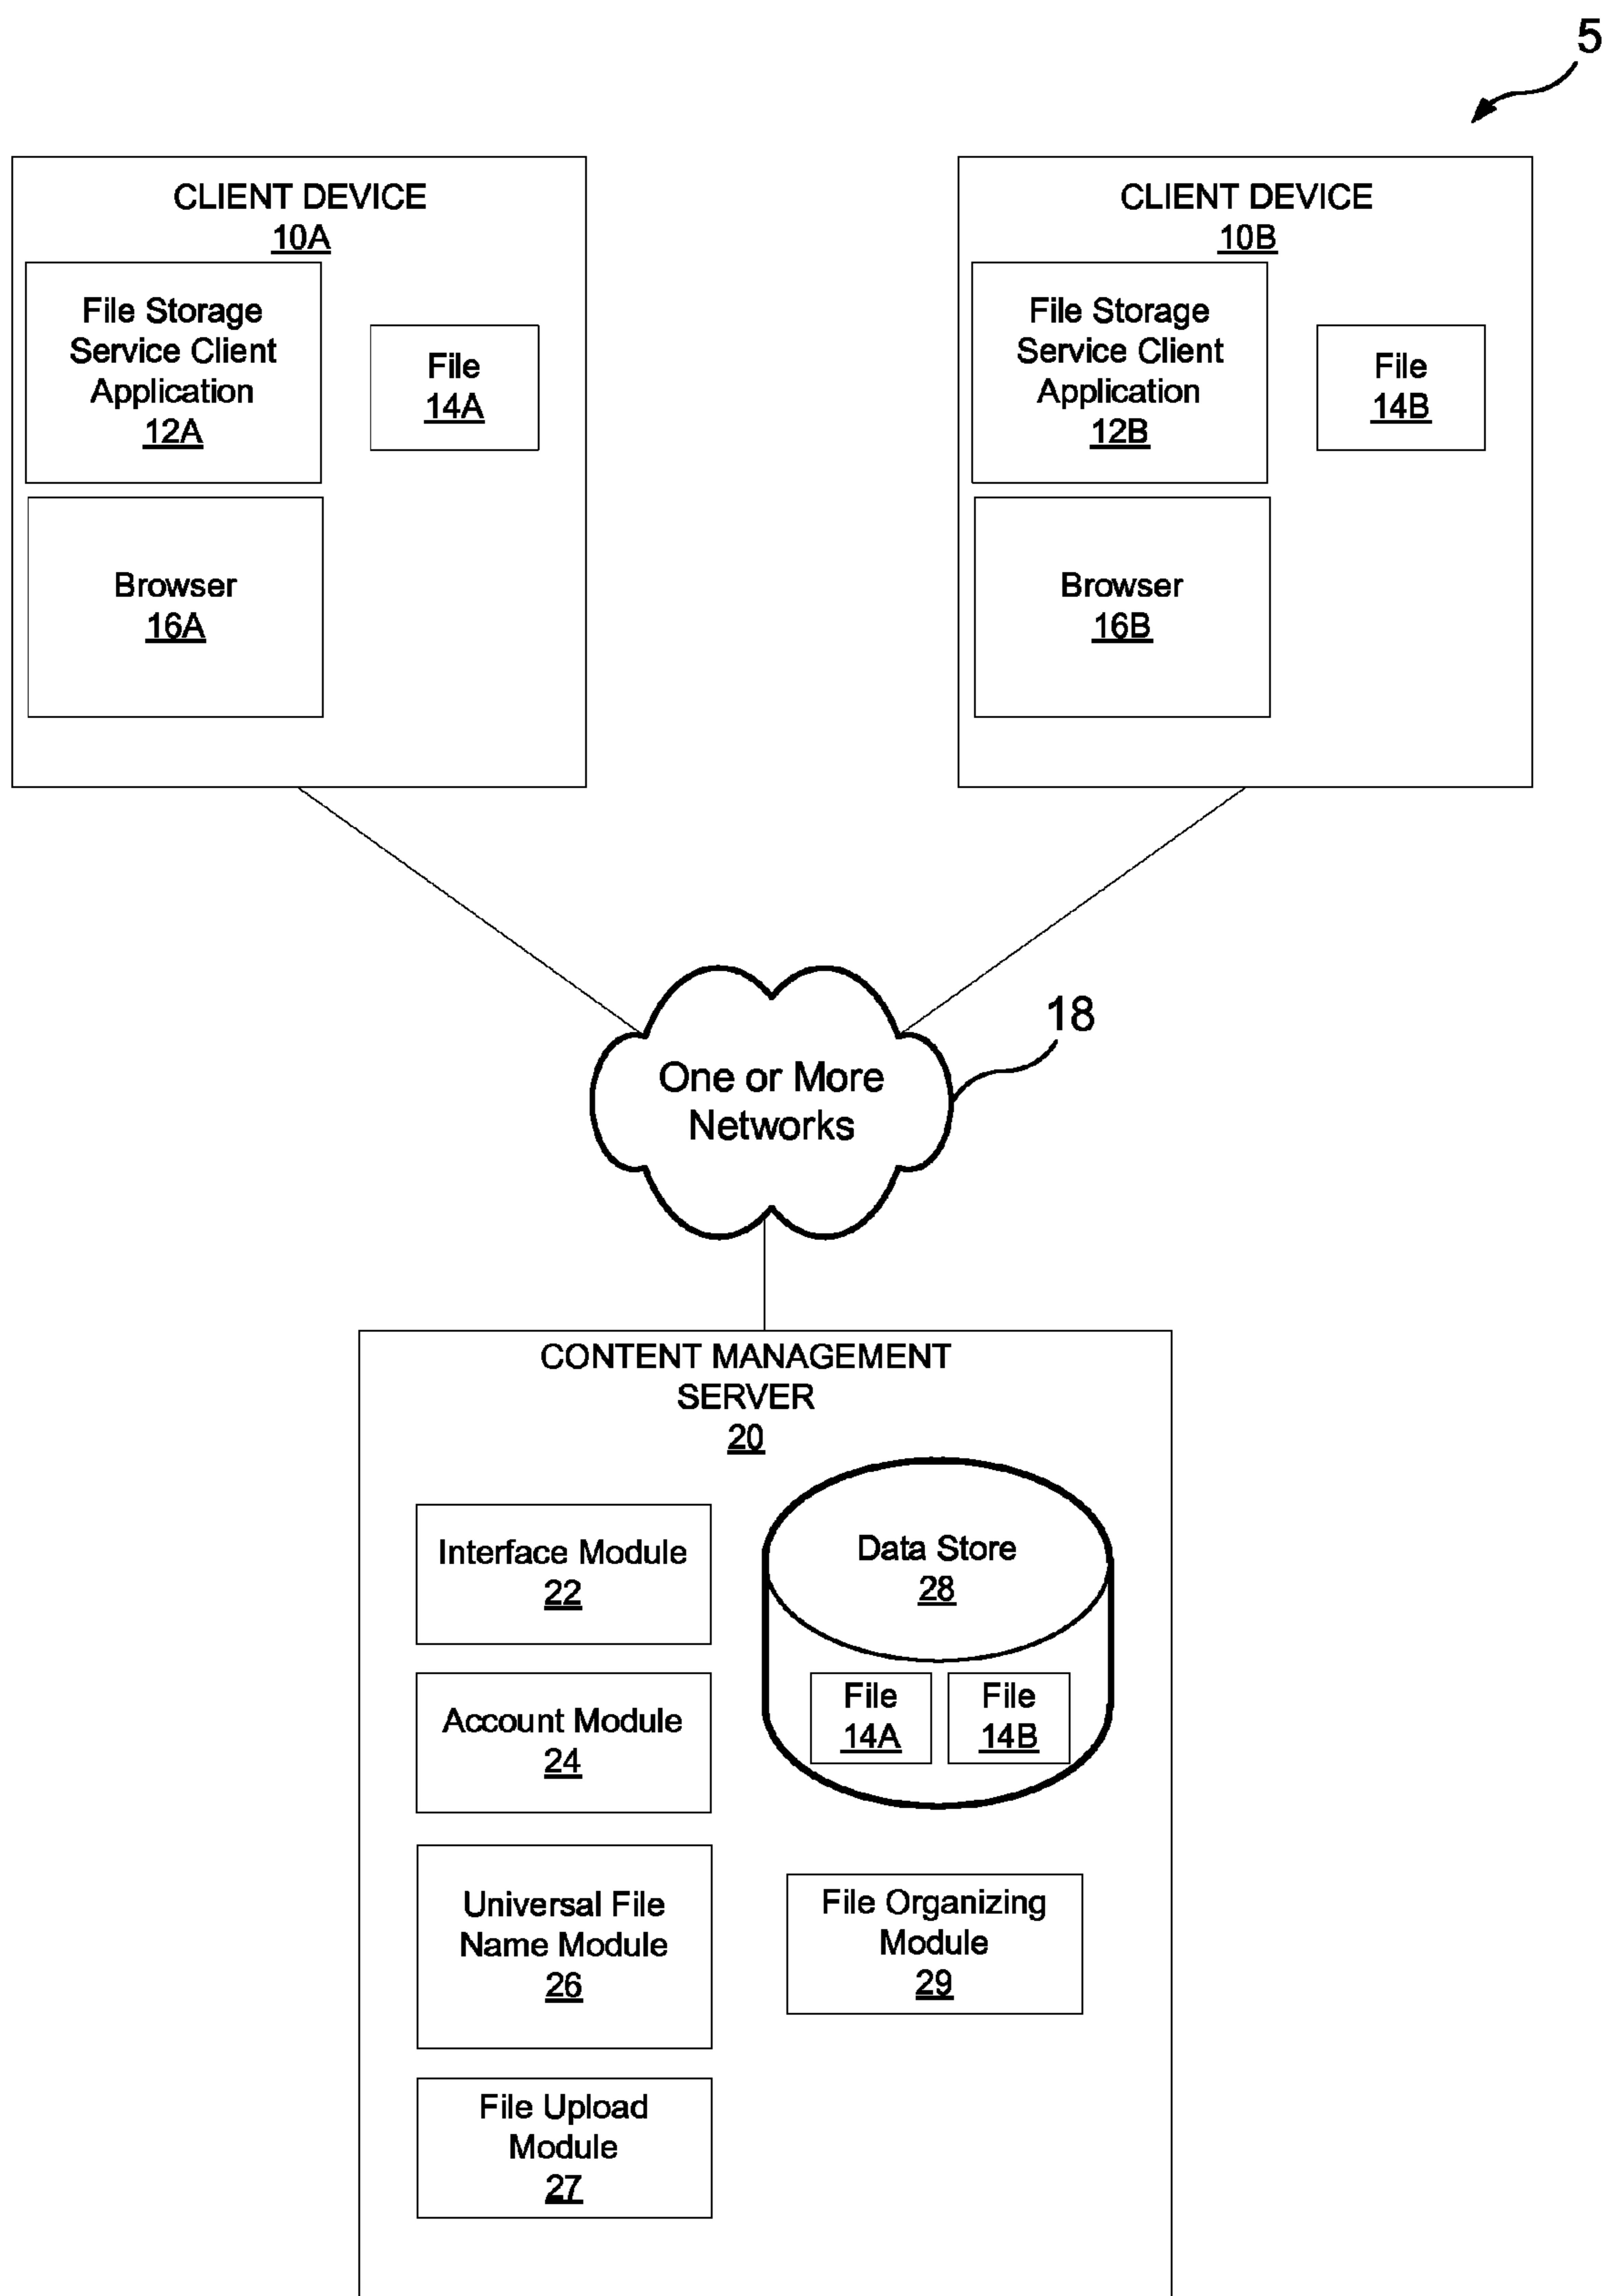 5
CLIENT DEVICE
10A
File Storage
Service Client
Application
12A
File
14A
Browser
16A
CLIENT DEVICE
10B
File Storage
Service Client
Application
12B
File
14B
Browser
16B
One or More
Networks
18
CONTENT MANAGEMENT
SERVER
20
Interface Module
22
Data Store
28
File
14A
File
14B
Account Module
24
Universal File
Name Module
26
File Organizing
Module
29
File Upload
Module
27